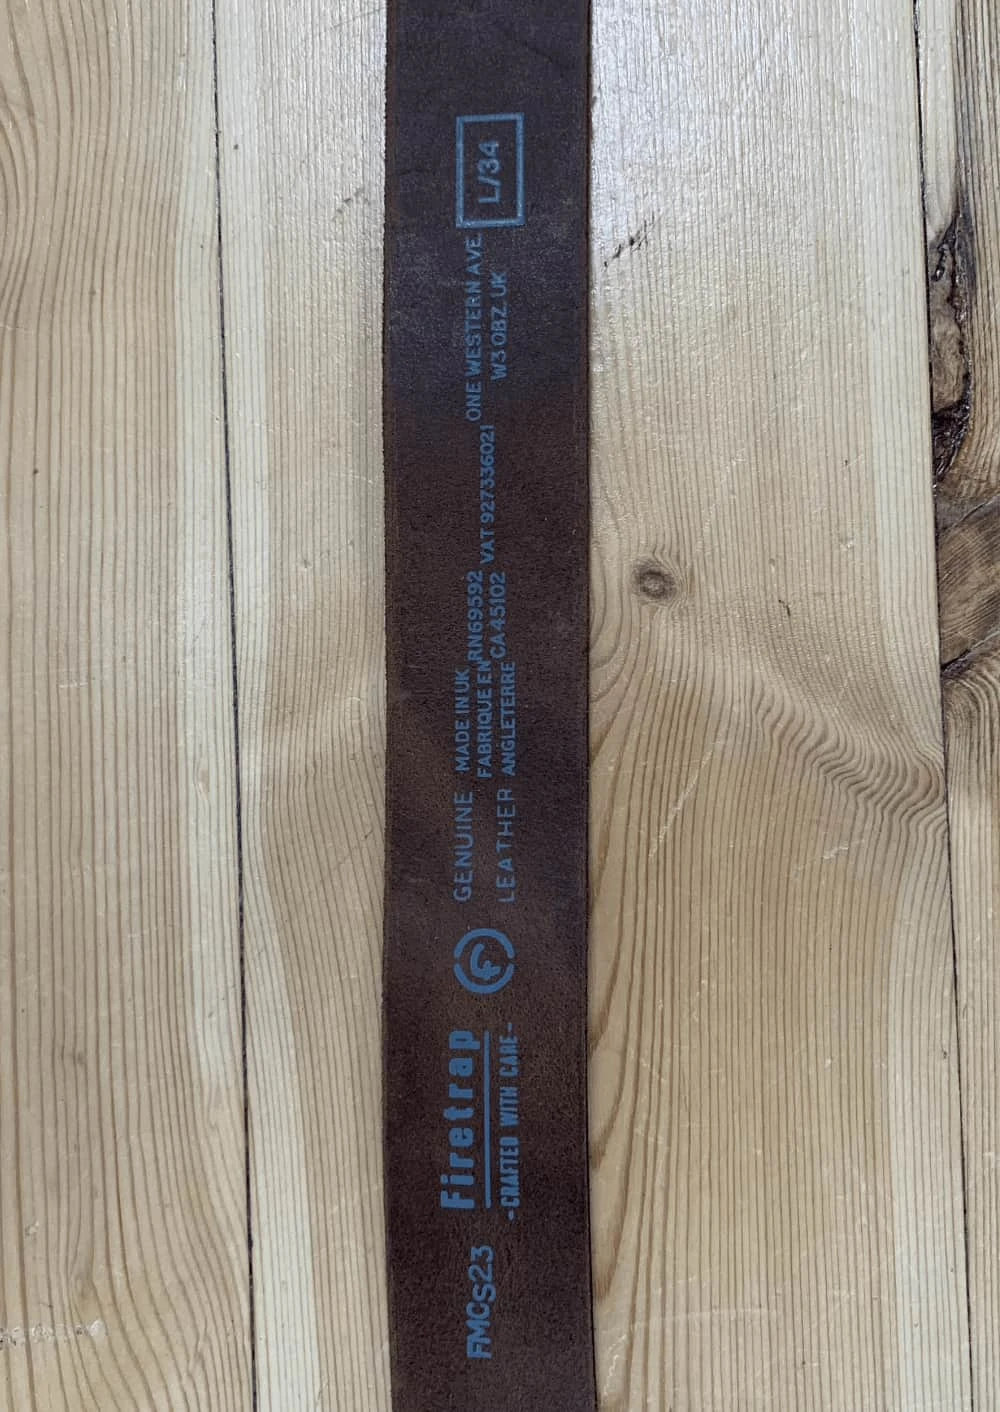 FMCS23
Firetrap
-CRAFTED WITH CARE-
f
GENUINE
LEATHER
MADE IN UK
FABRIQUE EN
ANGLETERRE
RN69592
CA45102
VAT 927336021
ONE WESTERN AVE
W3 0BZ UK
L/34